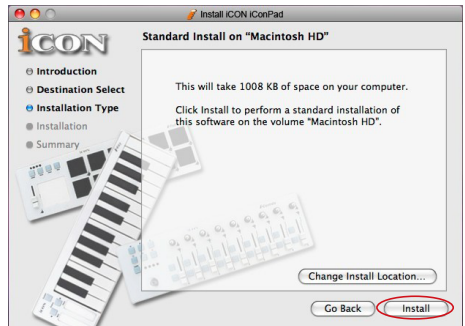 Install iCON iConPad
iCON
Standard Install on "Macintosh HD"
Introduction
Destination Select
Installation Type
Installation
Summary
This will take 1008 KB of space on your computer.
Click Install to perform a standard installation of
this software on the volume "Macintosh HD".
Change Install Location...
Go Back
Install